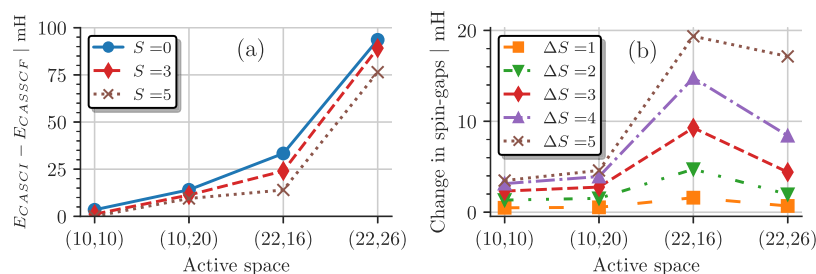 100
75
50
25
0
E_CASCI − E_CASSCF | mH
S =0
S =3
S =5
(a)
(10,10) (10,20) (22,16) (22,26)
Active space
20
10
0
Change in spin-gaps | mH
ΔS =1
ΔS =2
ΔS =3
ΔS =4
ΔS =5
(b)
(10,10) (10,20) (22,16) (22,26)
Active space